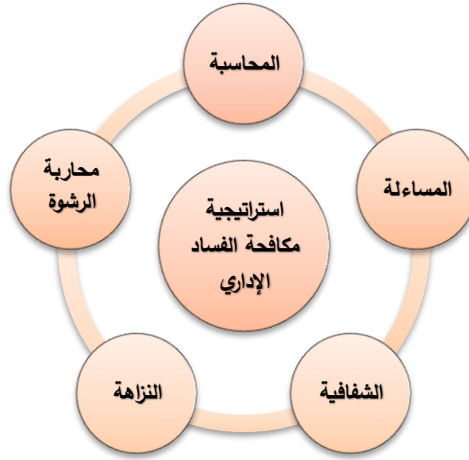 المحاسبة
المساءلة
الشفافية
النزاهة
محاربة
الرشوة
استراتيجية
مكافحة الفساد
الإداري